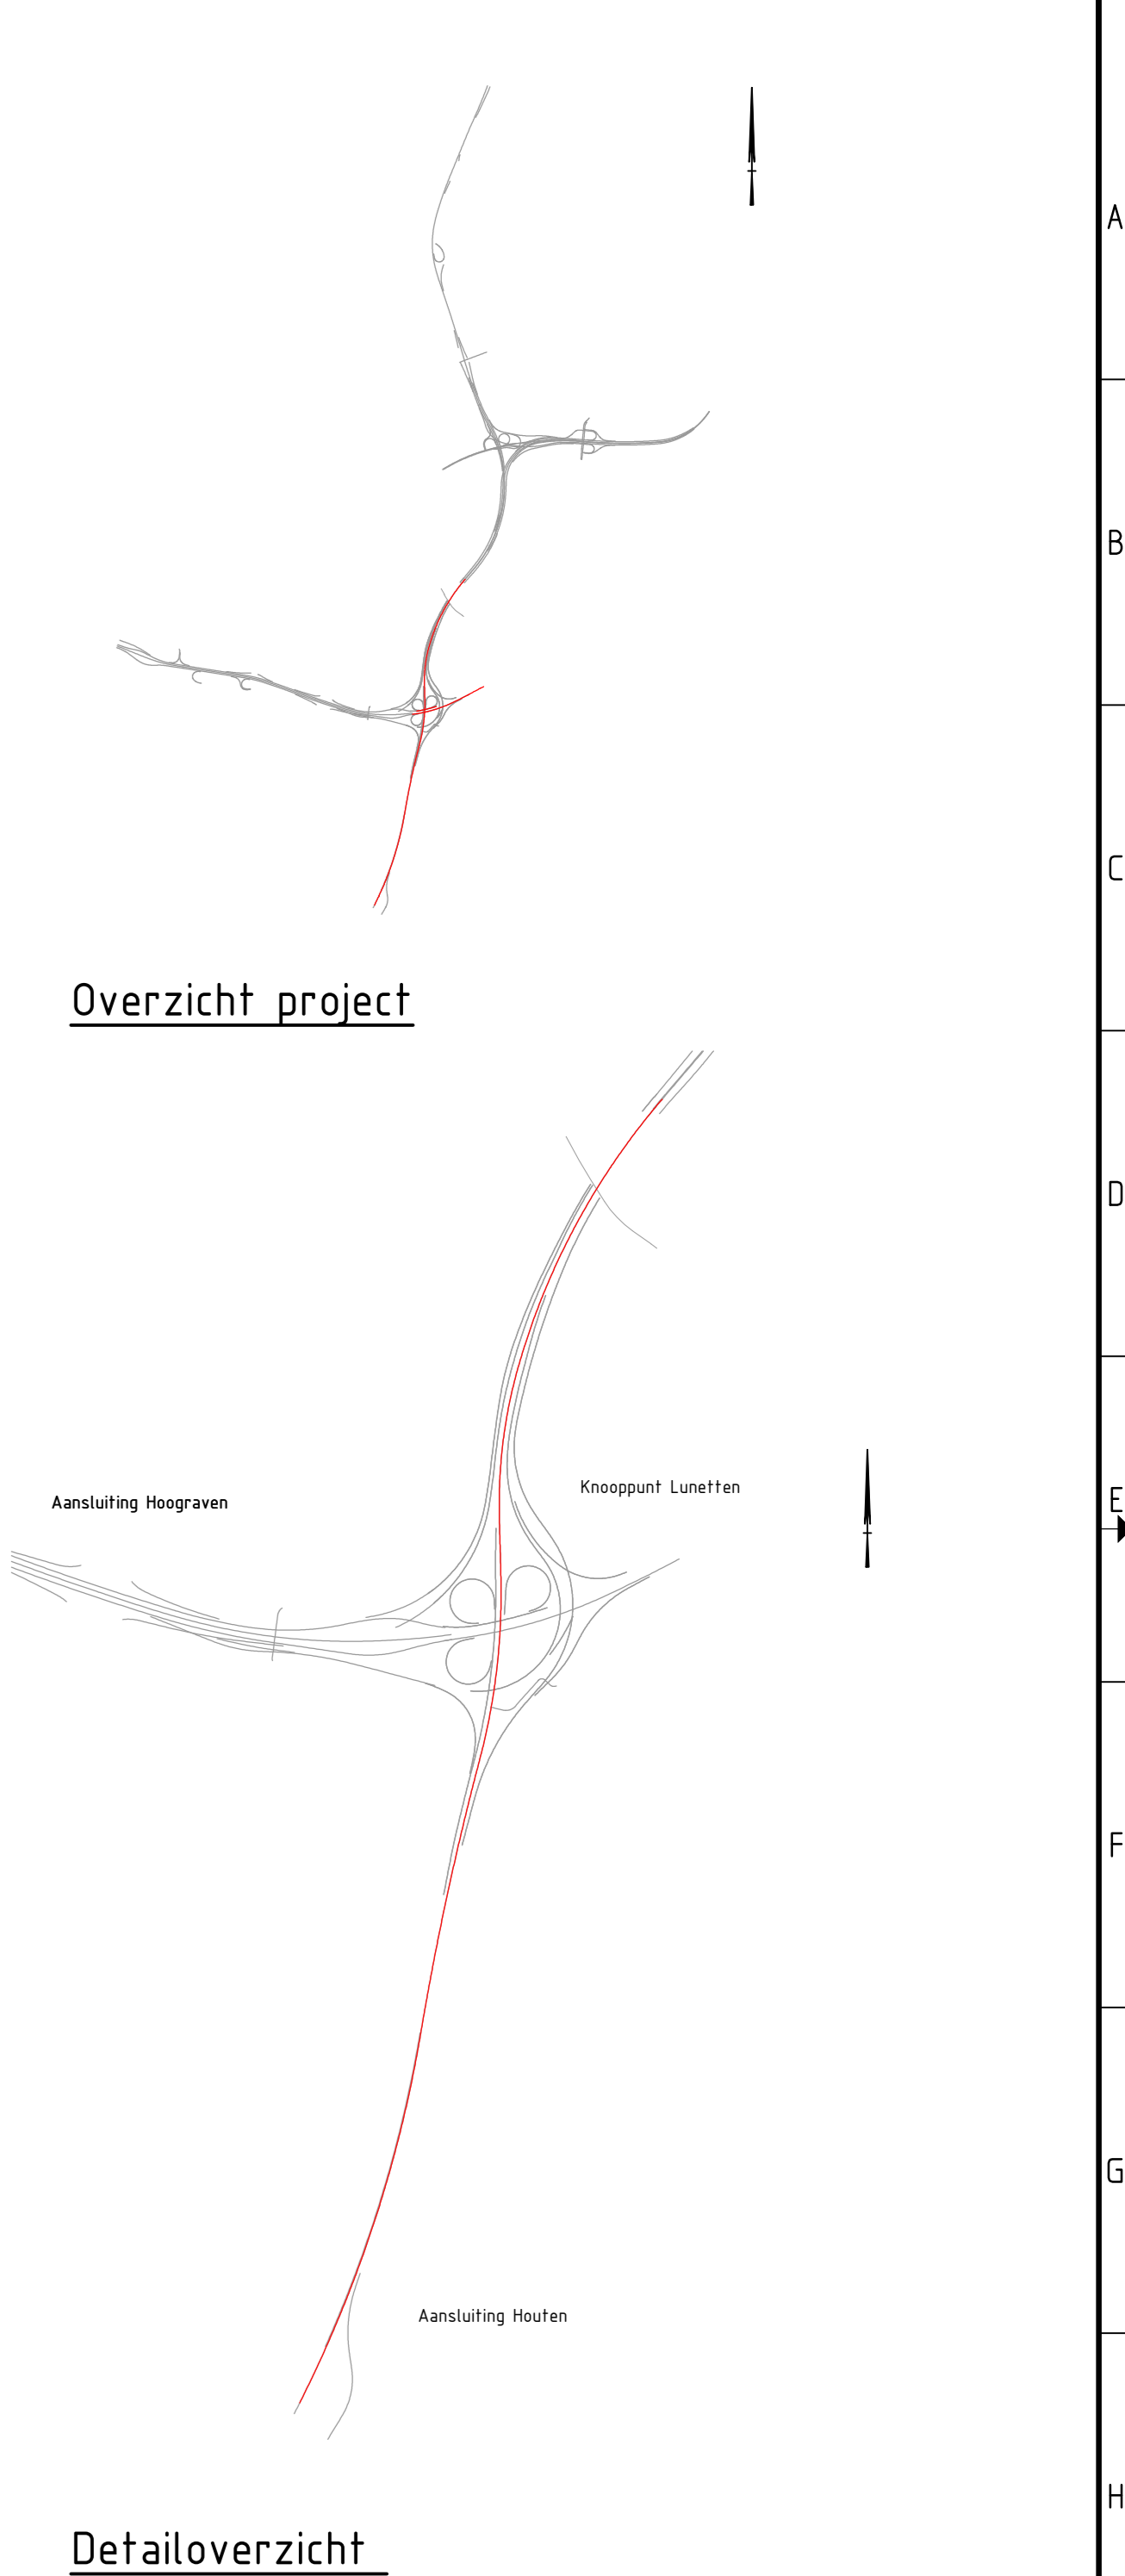 A
B
C
Overzicht project
D
Knooppunt Lunetten
Aansluiting Hoograven
E
F
G
Aansluiting Houten
H
Detailoverzicht